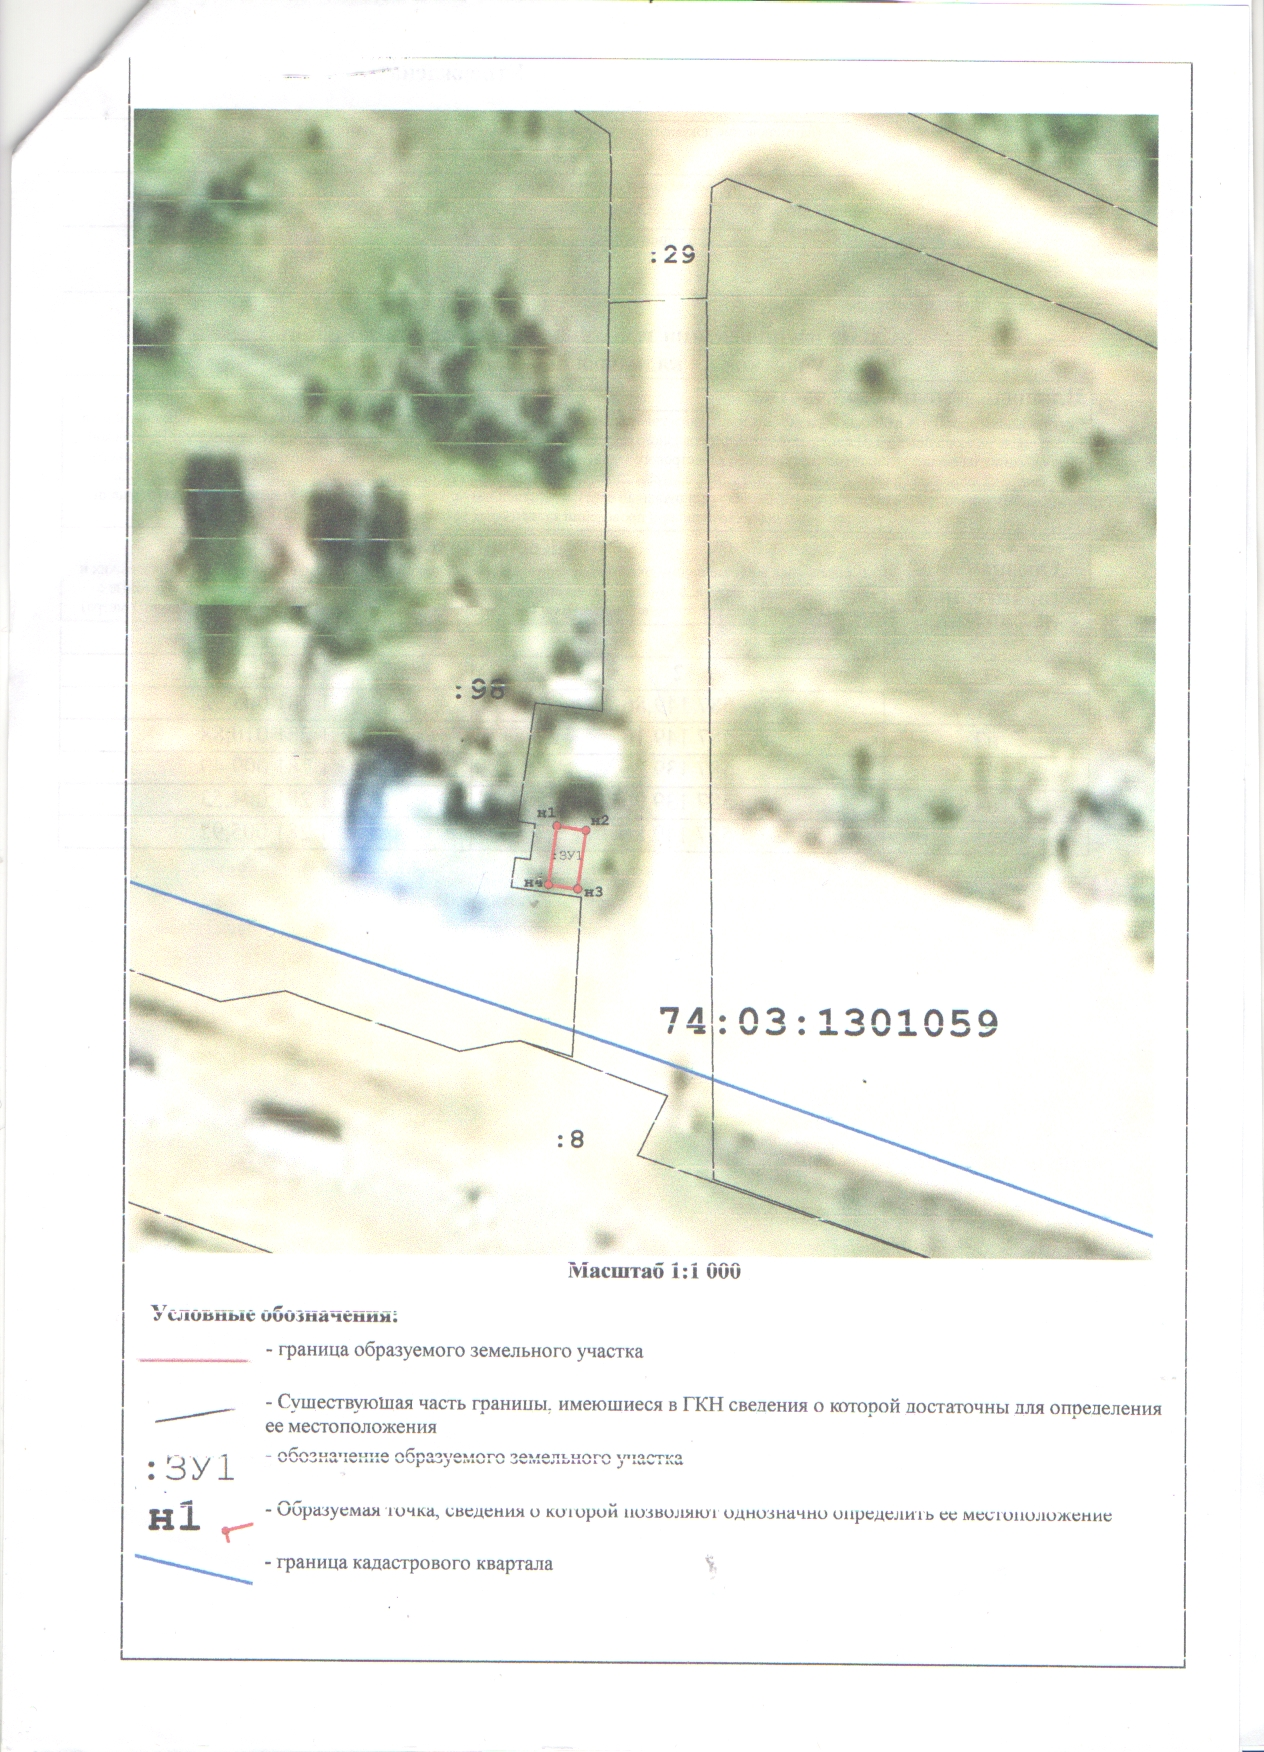 :29
:98
н1
н2
:ЗУ1
н4
н3
74:03:1301059
:8
Масштаб 1:1 000
Условные обозначения:
- граница образуемого земельного участка
- Существующая часть границы, имеющиеся в ГКН сведения о которой достаточны для определения
ее местоположения
:ЗУ1
- обозначение образуемого земельного участка
н1
- Образуемая точка, сведения о которой позволяют однозначно определить ее местоположение
- граница кадастрового квартала